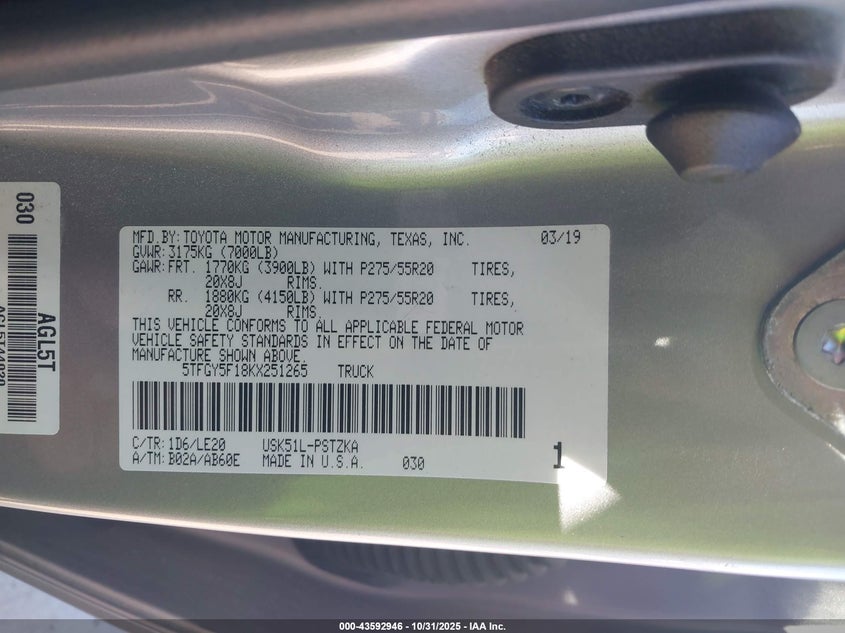 MFD.BY:TOYOTA MOTOR MANUFACTURING, TEXAS, INC. 03/19
GVWR:3175KG (7000LB)
GAWR:FRT. 1770KG (3900LB) WITH P275/55R20 TIRES,
20X8J RIMS.
RR. 1880KG (4150LB) WITH P275/55R20 TIRES,
20X8J RIMS.
THIS VEHICLE CONFORMS TO ALL APPLICABLE FEDERAL MOTOR
VEHICLE SAFETY STANDARDS IN EFFECT ON THE DATE OF
MANUFACTURE SHOWN ABOVE.
5TFGY5F18KX251265 TRUCK
C/TR:1D6/LE20 USK51L-PSTZKA
A/TM:B02A/AB60E MADE IN U.S.A. 030 1
030
AGL5T
000-43592946 - 10/31/2025 - IAA Inc.